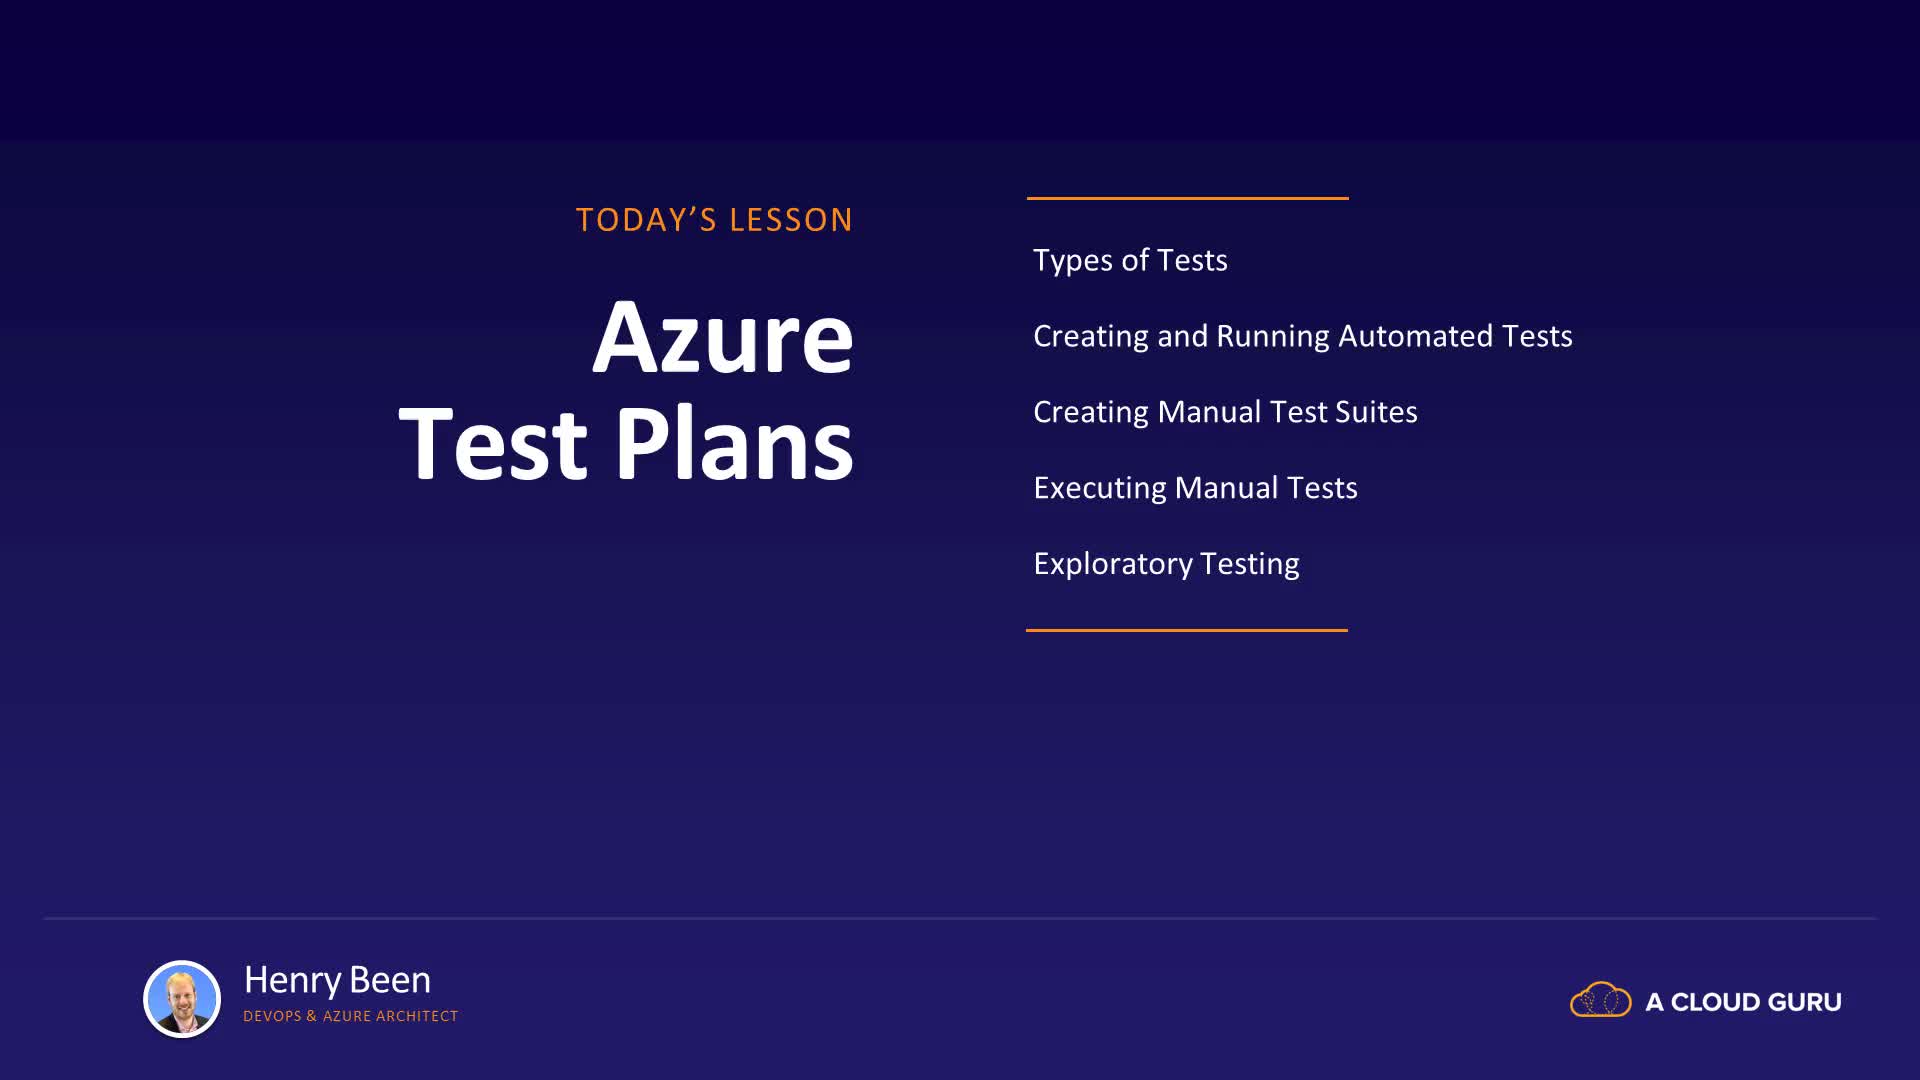 TODAY’S LESSON
Azure
Test Plans
Types of Tests
Creating and Running Automated Tests
Creating Manual Test Suites
Executing Manual Tests
Exploratory Testing
Henry Been
DEVOPS & AZURE ARCHITECT
A CLOUD GURU